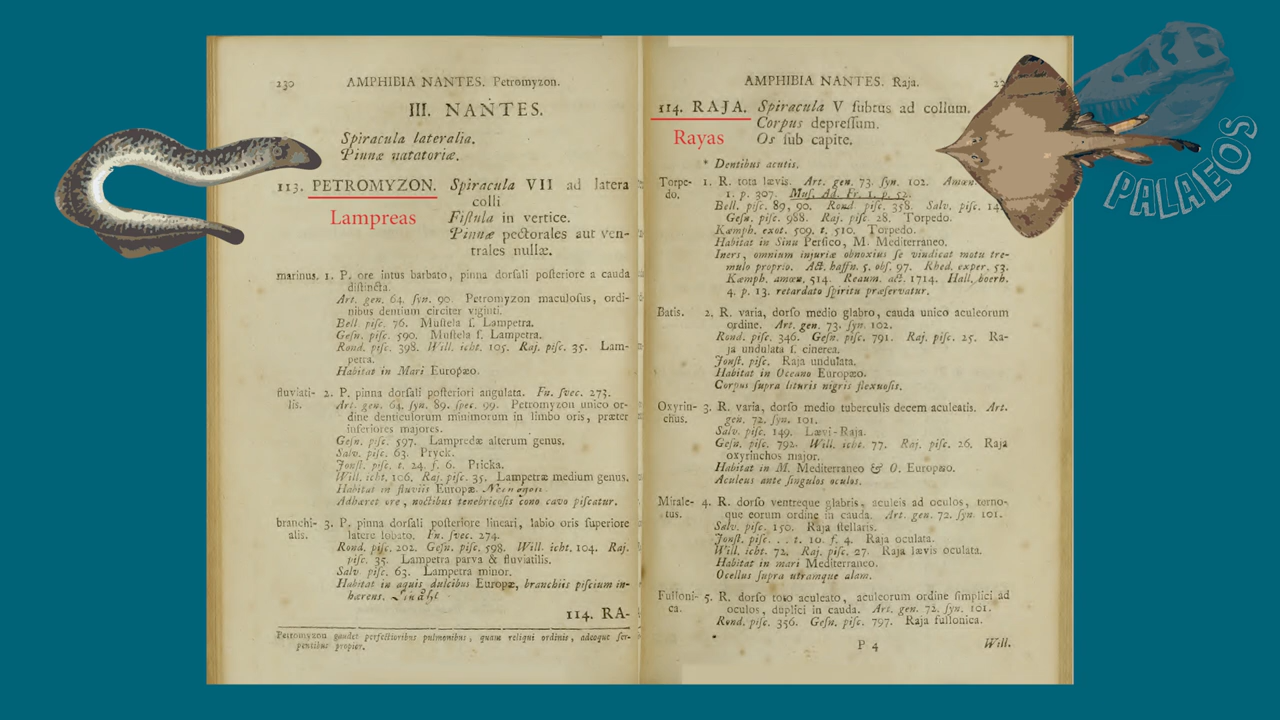 230 AMPHIBIA NANTES. Petromyzon.
III. NANTES.
Spiracula lateralia.
Pinnæ natatoriæ.
113. PETROMYZON. Spiracula VII ad latera
colli
Fistula in vertice.
Pinnæ pectorales aut ven-
trales nullæ.
Lampreas
marinus. 1. P. ore intus barbato, pinna dorsali posteriore a cauda
distincta.
Art. gen. 64. syn. 90. Petromyzon maculosus, ordi-
nibus dentium circiter viginti.
Bell pisc. 76. Mustela s. Lampetra.
Gesn. pisc. 590. Mustela s. Lampetra.
Rond. pisc. 398. Will. icht. 105. Raj. pisc. 35. Lam-
petra.
Habitat in Mari Europæo.
fluviati- 2. P. pinna dorsali posteriori angulata. Fn. svec. 273.
lis. Art. gen. 64. syn. 89. spec. 99. Petromyzon unico or-
dine denticulorum minimorum in limbo oris, præter
inferiores majores.
Gesn. pisc. 597. Lampredæ alterum genus.
Salv. pisc. 63. Pryck.
Jonst. pisc. t. 24. f. 6. Pricka.
Will. icht. 106. Raj. pisc. 35. Lampetræ medium genus.
Habitat in fluviis Europæ.
Adhæret ore, noctibus tenebricosis cono cavo piscatur.
branchi- 3. P. pinna dorsali posteriore lineari, labio oris superiore
alis. latere lobato. Fn. svec. 274.
Rond. pisc. 202. Gesn. pisc. 598. Will. icht. 104. Raj.
pisc. 35. Lampetra parva & fluviatilis.
Salv pisc. 63. Lampetra minor.
Habitat in aquis dulcibus Europæ, branchiis piscium in-
hærens.
114. RA-
Petromyzon gaudet perfectioribus pulmonibus, quam reliqui ordinis, adeoque ser-
pentibus propier.
AMPHIBIA NANTES. Raja.
114. RAJA. Spiracula V subtus ad collum.
Corpus depressum.
Os sub capite.
Rayas
* Dentibus acutis.
Torpe- 1. R. tota lævis. Art. gen. 73. syn. 102.
do. 1. p. 307. Mus. Ad. Fr. 1. p. 52.
Bell. pisc. 89, 90. Rond. pisc. 358. Salv. pisc.
Gesn. pisc. 988. Raj. pisc. 28. Torpedo.
Kæmph. exot. 509. t. 510. Torpedo.
Habitat in Sinu Persico, M. Mediterraneo.
Iners, omnium injuriæ obnoxius se vindicat motu tre-
mulo proprio. Act. haffn. 5. obs. 97. Rhed. exper. 53.
Kæmph. amœn. 514. Reaum. act. 1714. Hall. boerh.
4. p. 13. retardato spiritu præservatur.
Batis. 2. R. varia, dorso medio glabro, cauda unico aculeorum
ordine. Art. gen. 73. syn. 102.
Rond. pisc. 346. Gesn. pisc. 791. Raj. pisc. 25. Ra-
ja undulata s. cinerea.
Jonst. pisc. Raja undulata.
Habitat in Oceano Europæo.
Corpus supra lituris nigris flexuosis.
Oxyrin- 3. R. varia, dorso medio tuberculis decem aculeatis. Art.
chus. gen. 72. syn. 101.
Salv. pisc. 149. Lævi-Raja.
Gesn. pisc. 792. Will. icht. 77. Raj. pisc. 26. Raja
oxyrinchos major.
Habitat in M. Mediterraneo & O. Europæo.
Aculeus ante singulos oculos.
Mirale- 4. R. dorso ventreque glabris, aculeis ad oculos, terno-
tus. que eorum ordine in cauda. Art. gen. 72. syn. 101.
Salv. pisc. 150. Raja stellaris.
Jonst. pisc. . . t. 10. f. 4. Raja oculata.
Will. icht. 72. Raj. pisc. 27. Raja lævis oculata.
Habitat in mari Mediterraneo.
Ocellus supra utramque alam.
Fulloni- 5. R. dorso toto aculeato, aculeorum ordine simplici ad
ca. oculos, duplici in cauda. Art. gen. 72. syn. 101.
Rond. pisc. 356. Gesn. pisc. 797. Raja fullonica.
P 4 Will.
PALAEOS